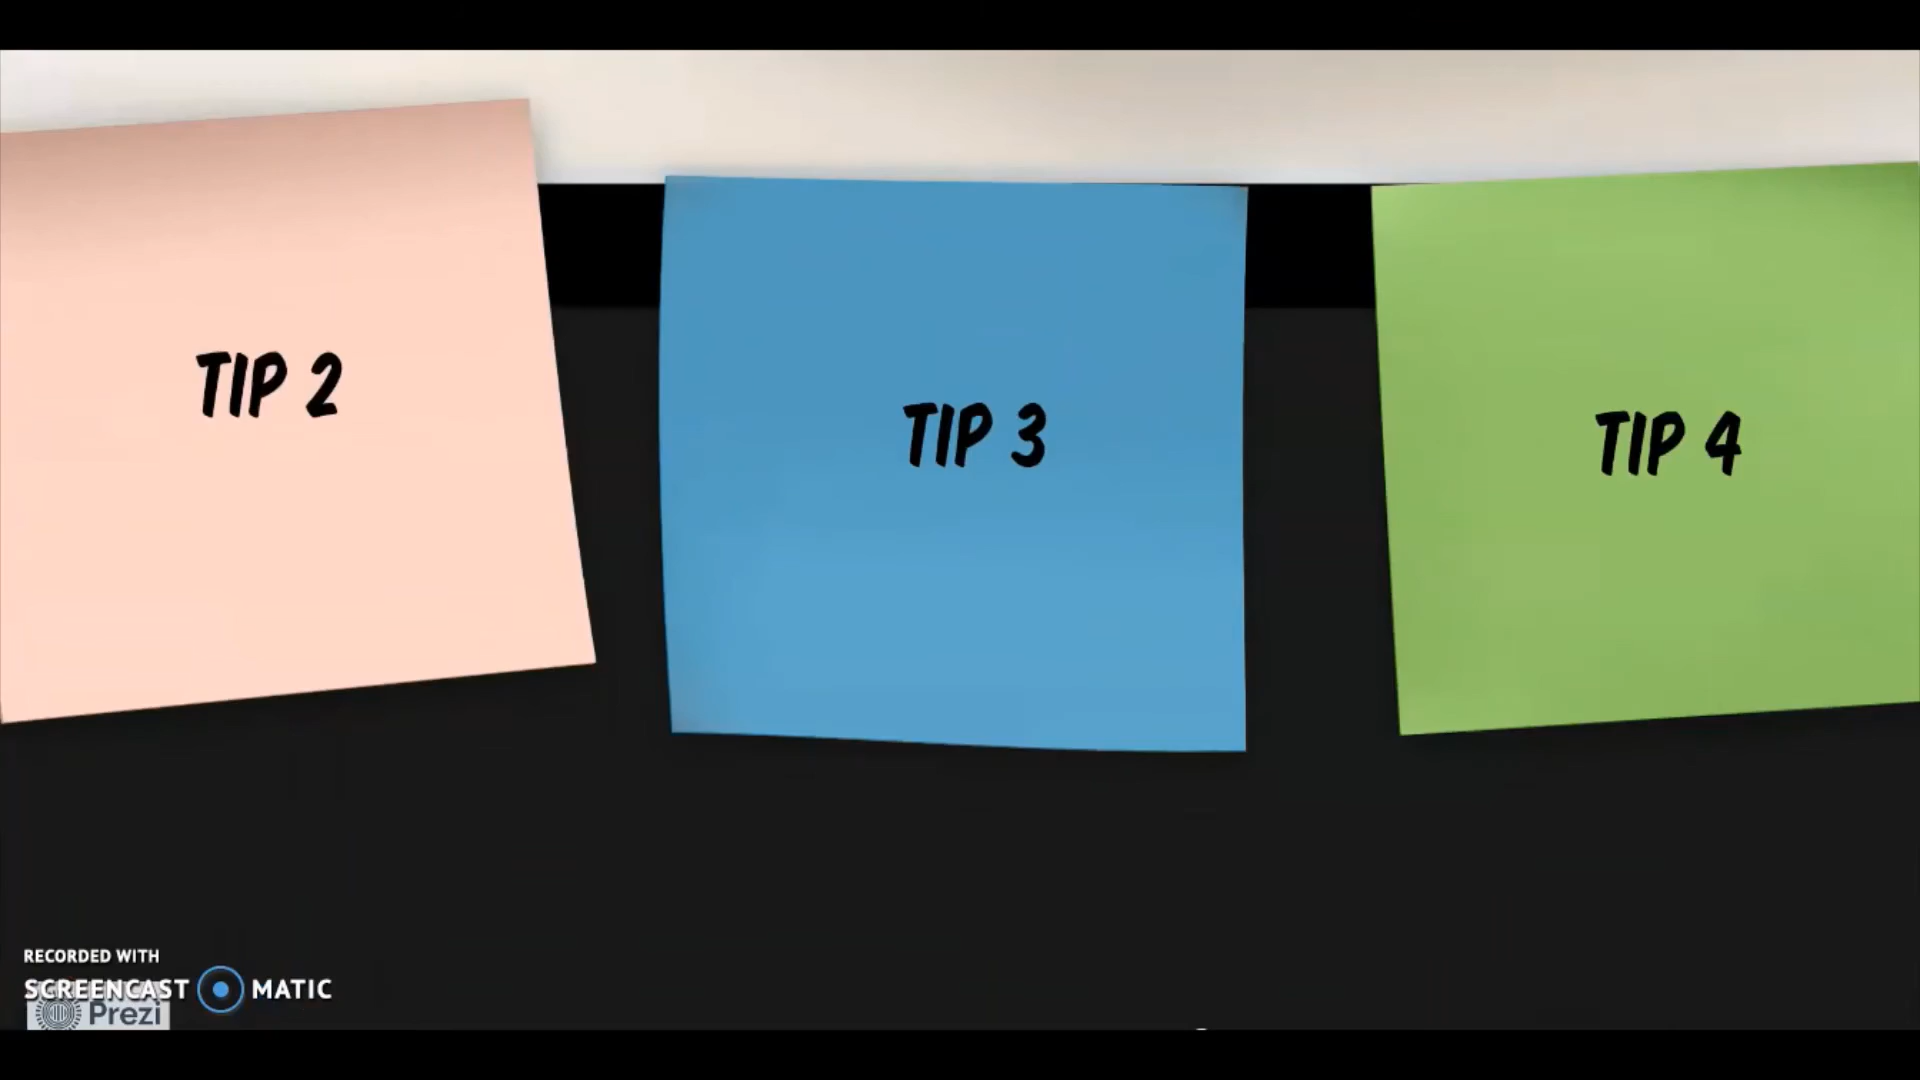 TIP 2
TIP 3
TIP 4
RECORDED WITH
SCREENCAST MATIC
Prezi